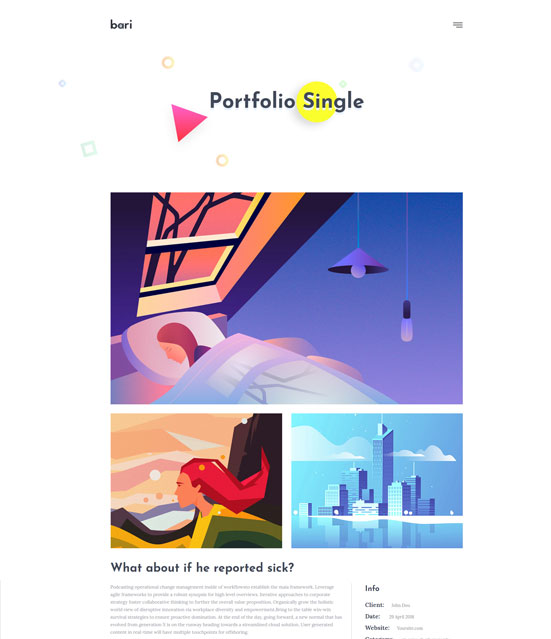 bari
Portfolio Single
What about if he reported sick?
Podcasting operational change management inside of workflows to establish the framework. Leverage
agile frameworks to provide a robust synopsis for high level overviews. Iterative approaches to corporate
strategy foster collaborative thinking to further the overall value proposition. Organically grow the holistic
world view of disruptive innovation via workplace diversity and empowerment Bring to the table win-win
survival strategies to ensure proactive domination. At the end of the day, going forward, a new normal that has
evolved from generation X is on the runway heading towards a streamlined cloud solution. User generated
content in real-time will have multiple touchpoints for offshoring.
Info
Client: John Doe
Date: 26 April 2016
Website: